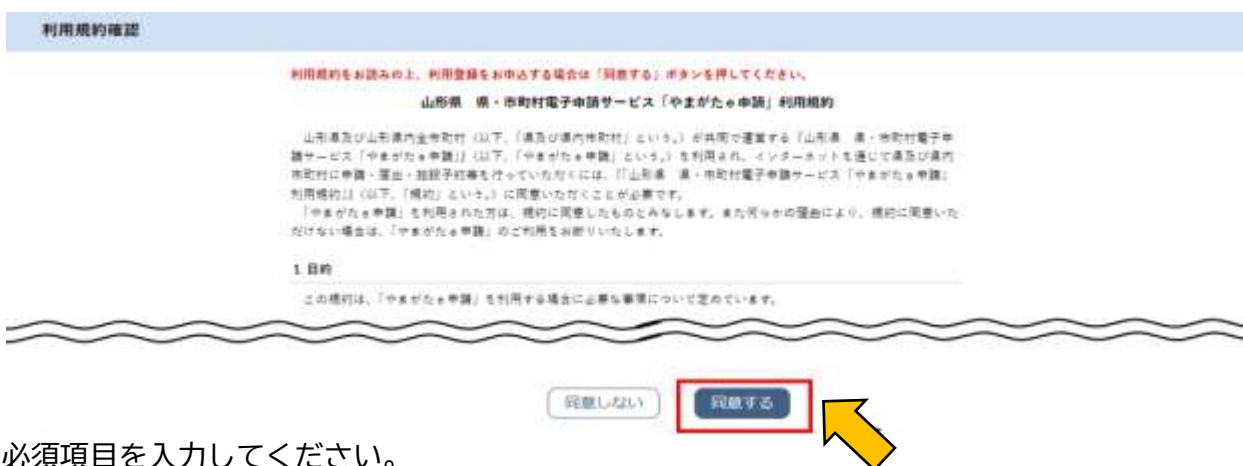 利用規約確認
利用規約をお読みの上、利用登録をお申込する場合は「同意する」ボタンを押してください。
山形県 県・市町村電子申請サービス「やまがたe申請」利用規約
山形県及び山形県内全市町村(以下、「県及び県内市町村」という。)が共同で運営する「山形県 県・市町村電子申
請サービス「やまがたe申請」」(以下、「やまがたe申請」という。)を利用され、インターネットを通じて県及び県内
市町村に申請・届出・施設予約等を行っていただくには、「「山形県 県・市町村電子申請サービス「やまがたe申請」
利用規約」」(以下、「規約」という。)に同意いただくことが必要です。
「やまがたe申請」を利用された方は、規約に同意したものとみなします。また何らかの理由により、規約に同意いた
だけない場合は、「やまがたe申請」のご利用をお断りいたします。
1 目的
この規約は、「やまがたe申請」を利用する場合に必要な事項について定めています。
同意しない 同意する
必須項目を入力してください。